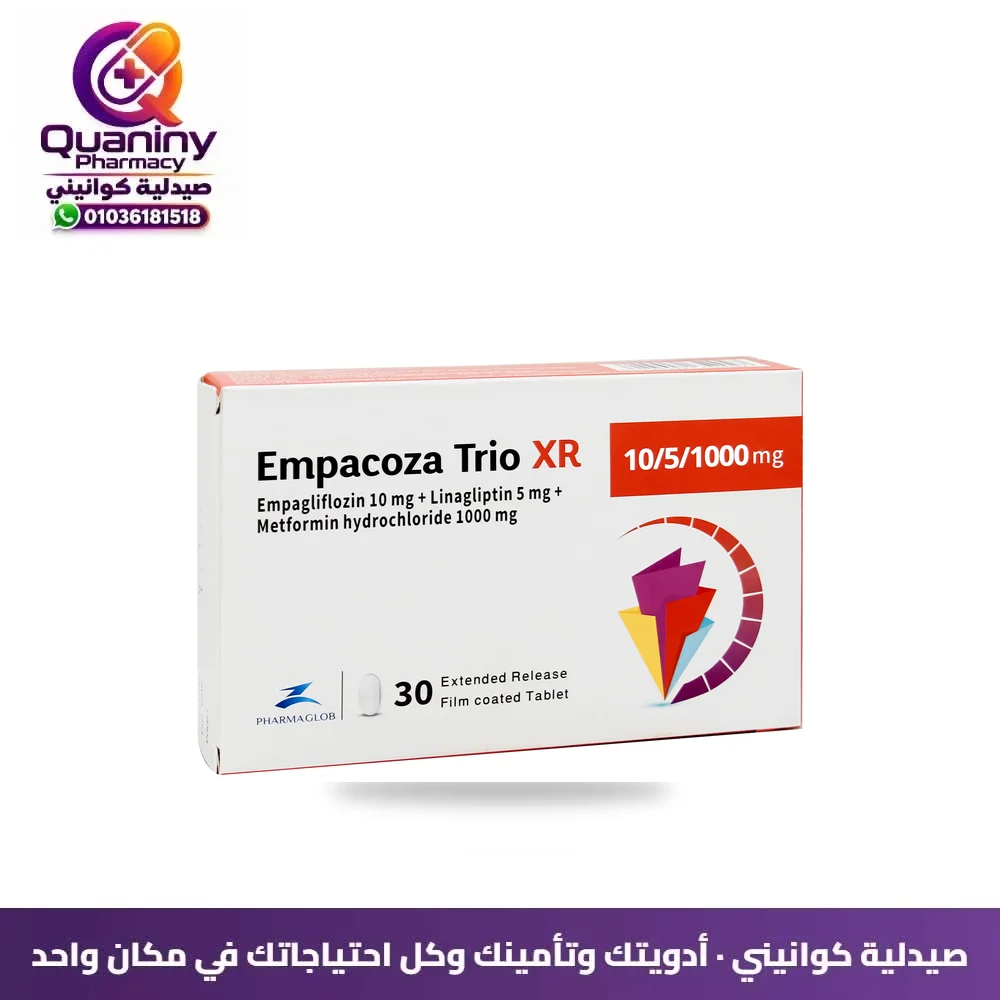 Quaniny
Pharmacy
صيدلية كوانيني
01036181518
Empacoza Trio XR
10/5/1000 mg
Empagliflozin 10 mg + Linagliptin 5 mg +
Metformin hydrochloride 1000 mg
PHARMAGLOB
30 Extended Release
Film coated Tablet
صيدلية كوانيني · أدويتك وتأمينك وكل احتياجاتك في مكان واحد